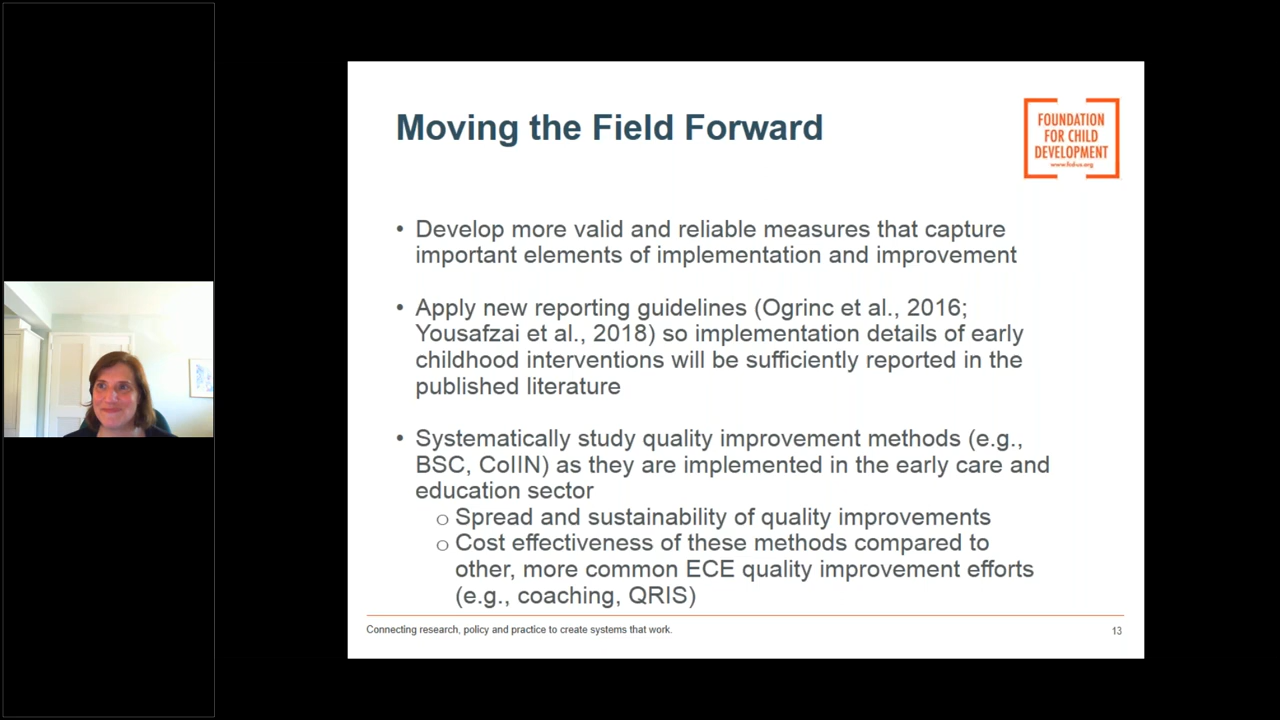 Moving the Field Forward
FOUNDATION
FOR CHILD
DEVELOPMENT
• Develop more valid and reliable measures that capture
important elements of implementation and improvement
• Apply new reporting guidelines (Ogrinc et al., 2016;
Yousafzai et al., 2018) so implementation details of early
childhood interventions will be sufficiently reported in the
published literature
• Systematically study quality improvement methods (e.g.,
BSC, CoIIN) as they are implemented in the early care and
education sector
o Spread and sustainability of quality improvements
o Cost effectiveness of these methods compared to
other, more common ECE quality improvement efforts
(e.g., coaching, QRIS)
Connecting research, policy and practice to create systems that work.
13